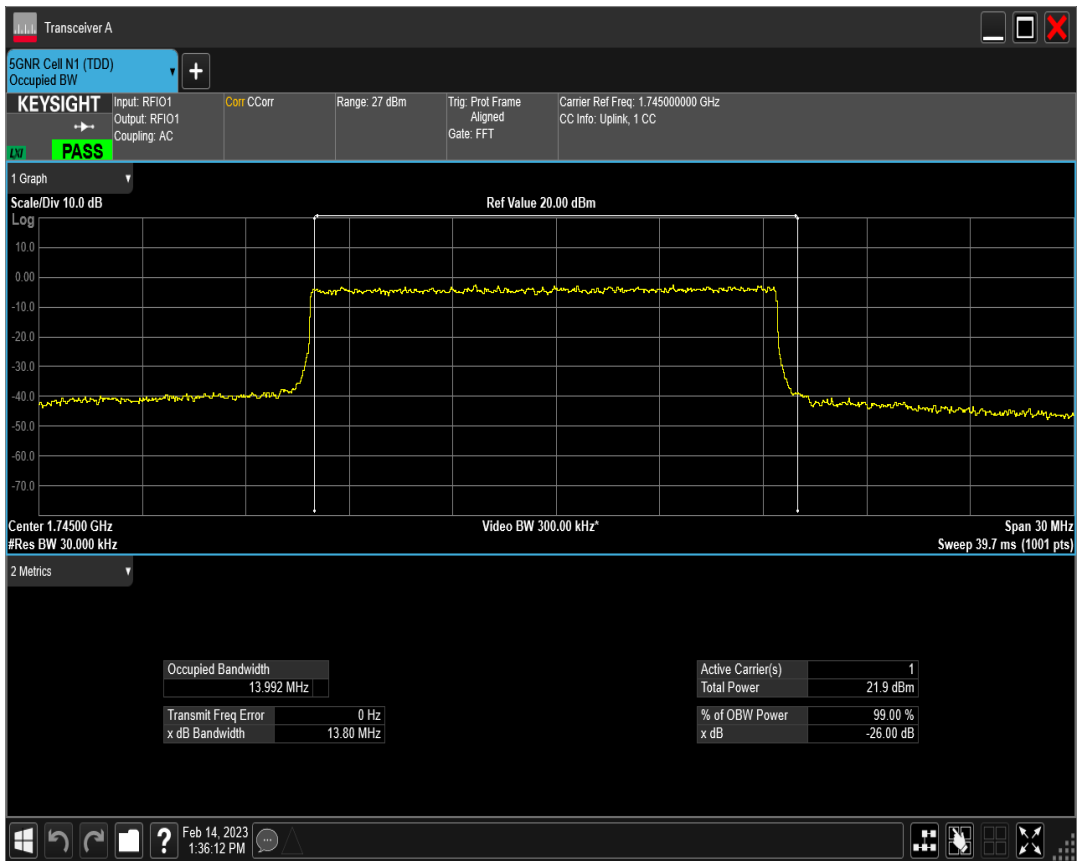 Transceiver A
5GNR Cell N1 (TDD)
Occupied BW
+
KEYSIGHT
LXI
PASS
Input: RFIO1
Output: RFIO1
Coupling: AC
Corr CCorr
Range: 27 dBm
Trig: Prot Frame
Aligned
Gate: FFT
Carrier Ref Freq: 1.745000000 GHz
CC Info: Uplink, 1 CC
1 Graph
Scale/Div 10.0 dB
Ref Value 20.00 dBm
Log
10.0
0.00
-10.0
-20.0
-30.0
-40.0
-50.0
-60.0
-70.0
Center 1.74500 GHz
Video BW 300.00 kHz*
Span 30 MHz
#Res BW 30.000 kHz
Sweep 39.7 ms (1001 pts)
2 Metrics
Occupied Bandwidth
13.992 MHz
Transmit Freq Error 0 Hz
x dB Bandwidth 13.80 MHz
Active Carrier(s) 1
Total Power 21.9 dBm
% of OBW Power 99.00 %
x dB -26.00 dB
?
Feb 14, 2023
1:36:12 PM